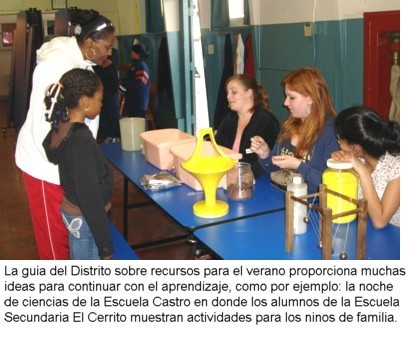 La guia del Distrito sobre recursos para el verano proporciona muchas
ideas para continuar con el aprendizaje, como por ejemplo: la noche
de ciencias de la Escuela Castro en donde los alumnos de la Escuela
Secundaria El Cerrito muestran actividades para los ninos de familia.